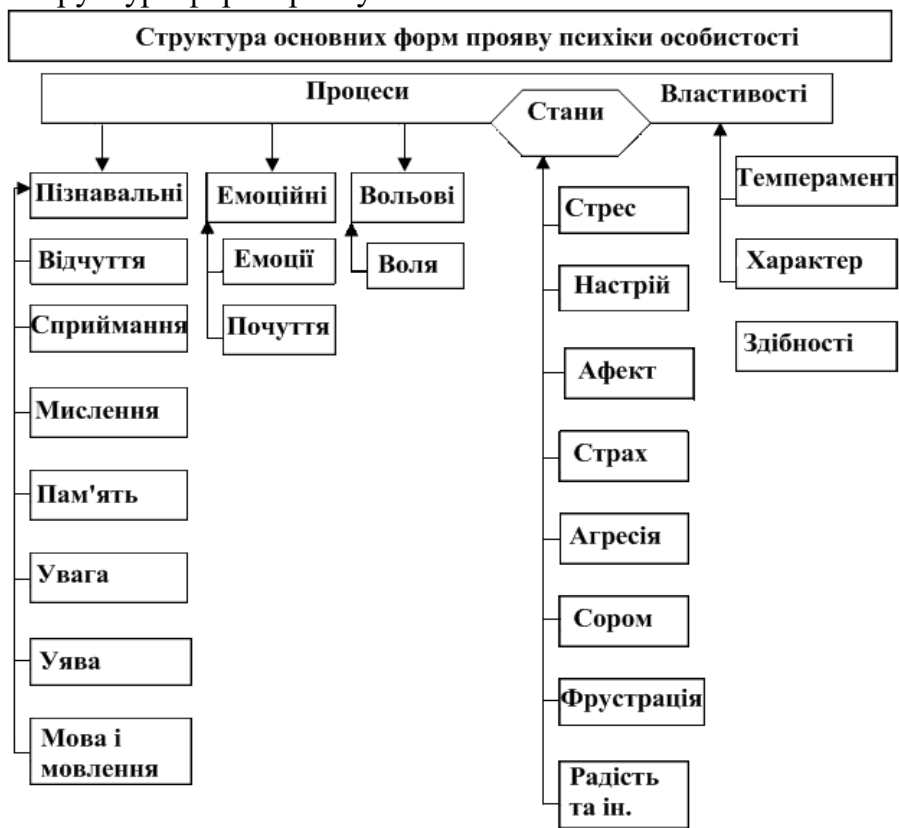 Структура основних форм прояву психіки особистості
Процеси
Стани
Властивості
Пізнавальні
Відчуття
Сприймання
Мислення
Пам'ять
Увага
Уява
Мова і
мовлення
Емоційні
Емоції
Почуття
Вольові
Воля
Стрес
Настрій
Афект
Страх
Агресія
Сором
Фрустрація
Радість
та ін.
Темперамент
Характер
Здібності